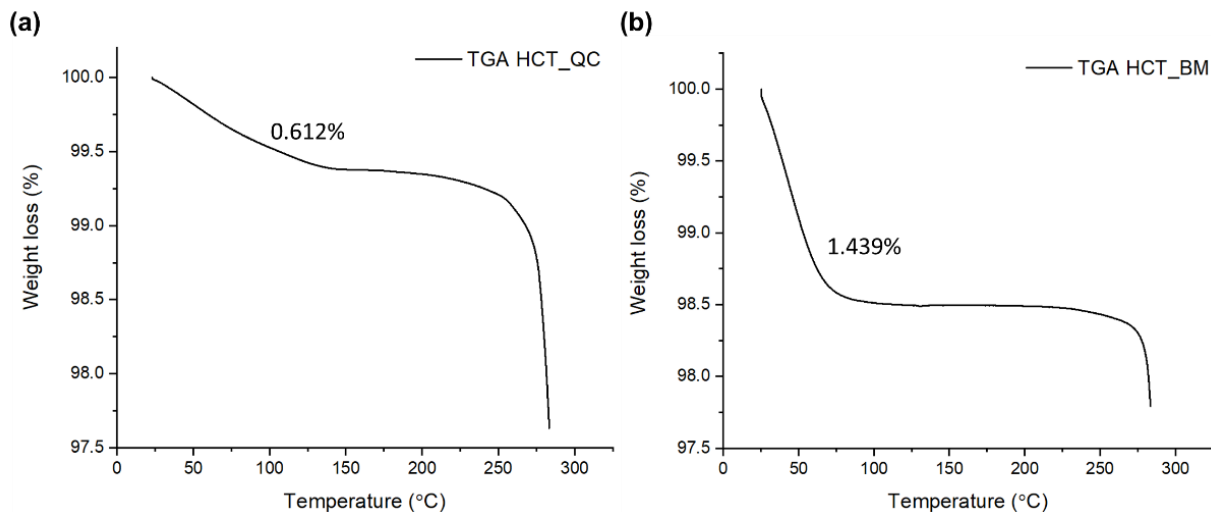 (a)
TGA HCT_QC
100.0
99.5
99.0
98.5
98.0
97.5
0.612%
Weight loss (%)
0 50 100 150 200 250 300
Temperature (°C)
(b)
TGA HCT_BM
100.0
99.5
99.0
98.5
98.0
97.5
1.439%
Weight loss (%)
0 50 100 150 200 250 300
Temperature (°C)